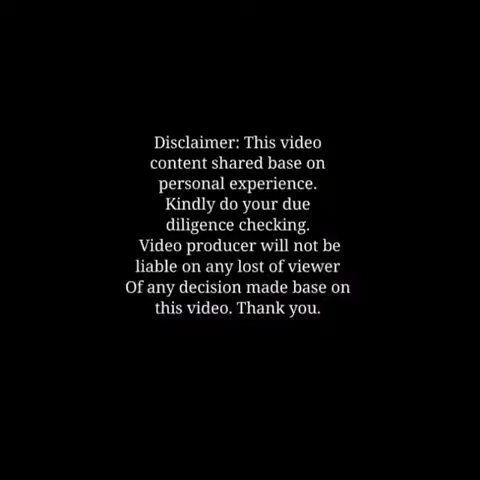 Disclaimer: This video
content shared base on
personal experience.
Kindly do your due
diligence checking.
Video producer will not be
liable on any lost of viewer
Of any decision made base on
this video. Thank you.